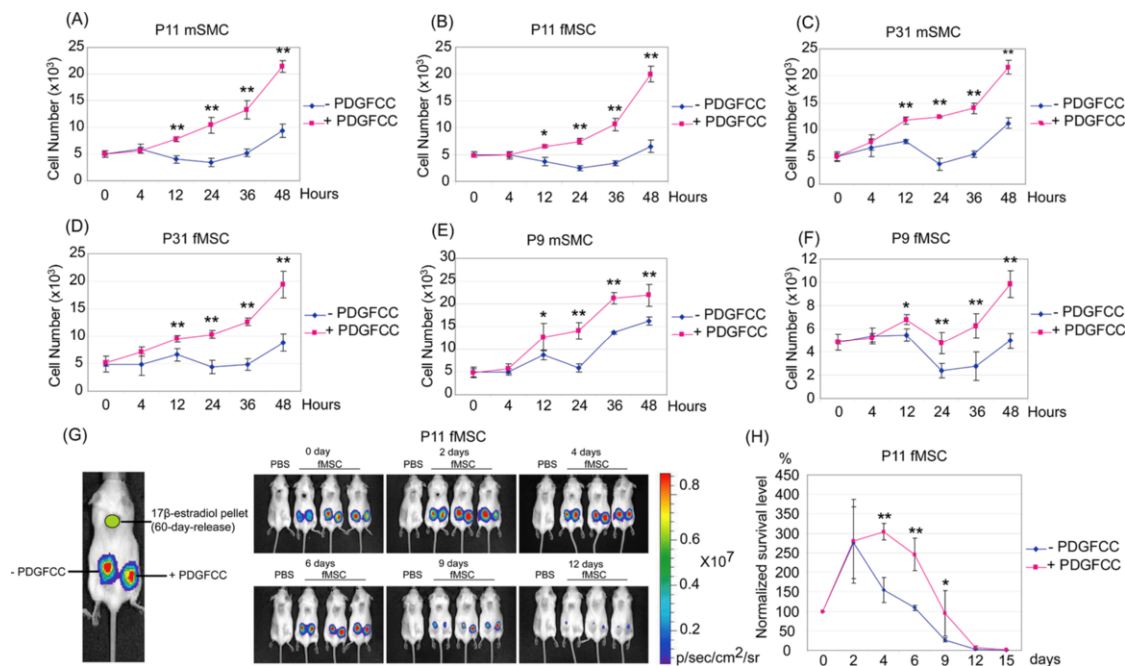 (A)
P11 mSMC
Cell Number (x10³)
25
20
15
10
5
0
**
**
**
**
- PDGFCC
+ PDGFCC
0 4 12 24 36 48 Hours
(B)
P11 fMSC
Cell Number (x10³)
25
20
15
10
5
0
*
**
**
**
- PDGFCC
+ PDGFCC
0 4 12 24 36 48 Hours
(C)
P31 mSMC
Cell Number (x10³)
25
20
15
10
5
0
**
**
**
**
- PDGFCC
+ PDGFCC
0 4 12 24 36 48 Hours
(D)
P31 fMSC
Cell Number (x10³)
25
20
15
10
5
0
**
**
**
**
- PDGFCC
+ PDGFCC
0 4 12 24 36 48 Hours
(E)
P9 mSMC
Cell Number (x10³)
30
25
20
15
10
5
0
*
**
**
**
- PDGFCC
+ PDGFCC
0 4 12 24 36 48 Hours
(F)
P9 fMSC
Cell Number (x10³)
12
10
8
6
4
2
0
*
**
**
**
- PDGFCC
+ PDGFCC
0 4 12 24 36 48 Hours
(G)
P11 fMSC
17β-estradiol pellet
(60-day-release)
- PDGFCC
+ PDGFCC
0 day
PBS fMSC
2 days
PBS fMSC
4 days
PBS fMSC
6 days
PBS fMSC
9 days
PBS fMSC
12 days
PBS fMSC
0.8
0.6
0.4
0.2
X10⁷
p/sec/cm²/sr
(H)
P11 fMSC
%
Normalized survival level
450
400
350
300
250
200
150
100
50
0
**
**
*
- PDGFCC
+ PDGFCC
0 2 4 6 9 12 15 days